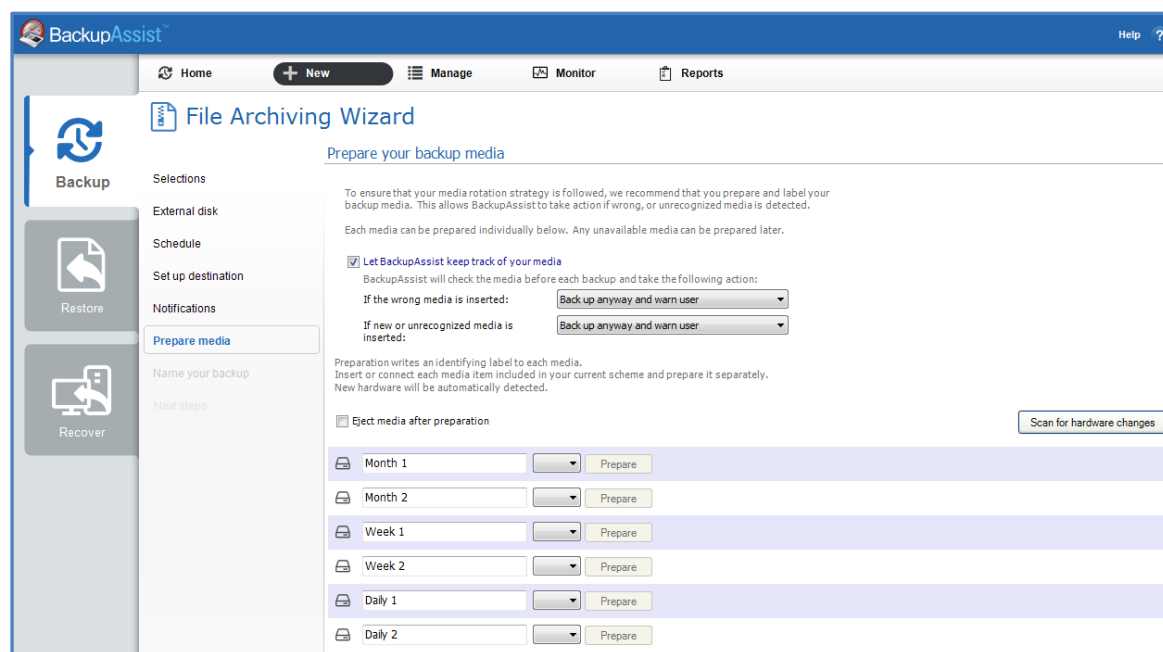 BackupAssist™
Help ?
Home New Manage Monitor Reports
File Archiving Wizard
Backup
Restore
Recover
Selections
External disk
Schedule
Set up destination
Notifications
Prepare media
Name your backup
Next steps
Prepare your backup media
To ensure that your media rotation strategy is followed, we recommend that you prepare and label your
backup media. This allows BackupAssist to take action if wrong, or unrecognized media is detected.
Each media can be prepared individually below. Any unavailable media can be prepared later.
Let BackupAssist keep track of your media
BackupAssist will check the media before each backup and take the following action:
If the wrong media is inserted: Back up anyway and warn user
If new or unrecognized media is
inserted: Back up anyway and warn user
Preparation writes an identifying label to each media.
Insert or connect each media item included in your current scheme and prepare it separately.
New hardware will be automatically detected.
Eject media after preparation
Scan for hardware changes
Month 1 Prepare
Month 2 Prepare
Week 1 Prepare
Week 2 Prepare
Daily 1 Prepare
Daily 2 Prepare